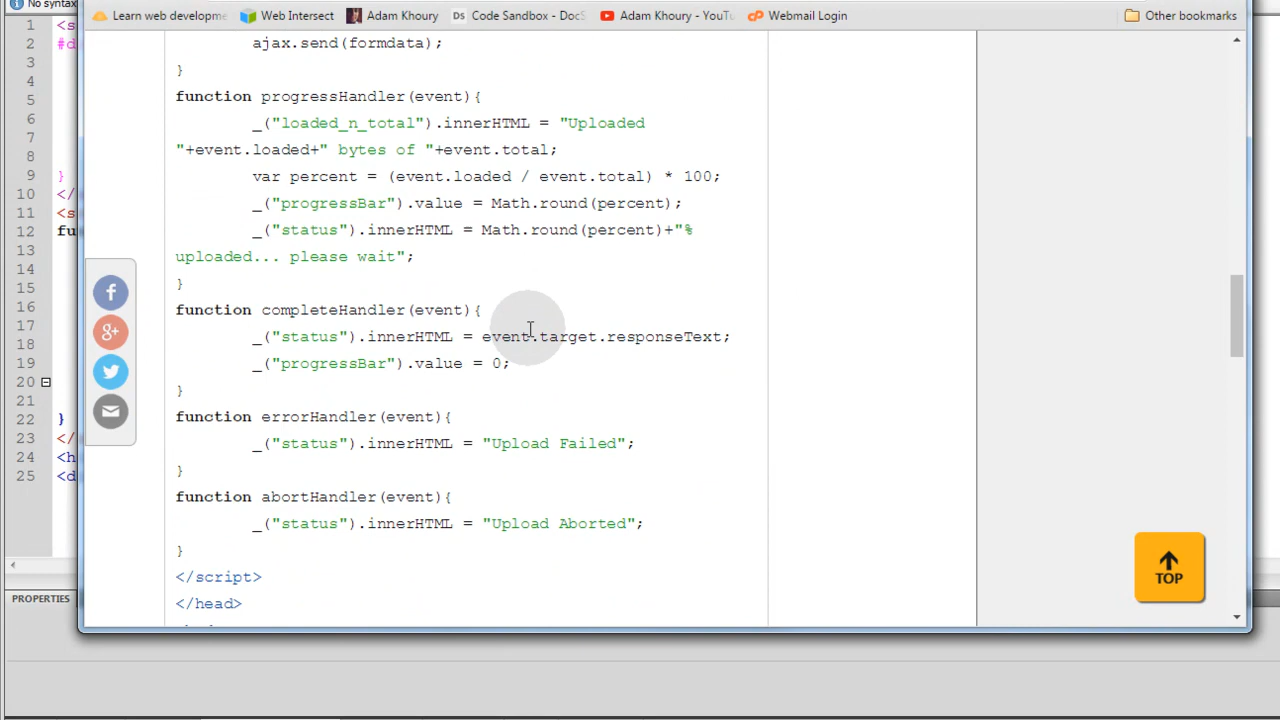 No syntax
Learn web developme
Web Intersect
Adam Khoury
DS Code Sandbox - DocS
Adam Khoury - YouTu
Webmail Login
Other bookmarks
1 <s
2 #d
3
4
5
6
7
8
9 }
10 </
11 <s
12 fu
13
14
15
16
17
18
19
20
21
22 }
23 </
24 <h
25 <d
ajax.send(formdata);
}
function progressHandler(event){
_("loaded_n_total").innerHTML = "Uploaded
"+event.loaded+" bytes of "+event.total;
var percent = (event.loaded / event.total) * 100;
_("progressBar").value = Math.round(percent);
_("status").innerHTML = Math.round(percent)+"%
uploaded... please wait";
}
function completeHandler(event){
_("status").innerHTML = event.target.responseText;
_("progressBar").value = 0;
}
function errorHandler(event){
_("status").innerHTML = "Upload Failed";
}
function abortHandler(event){
_("status").innerHTML = "Upload Aborted";
}
</script>
</head>
TOP
PROPERTIES